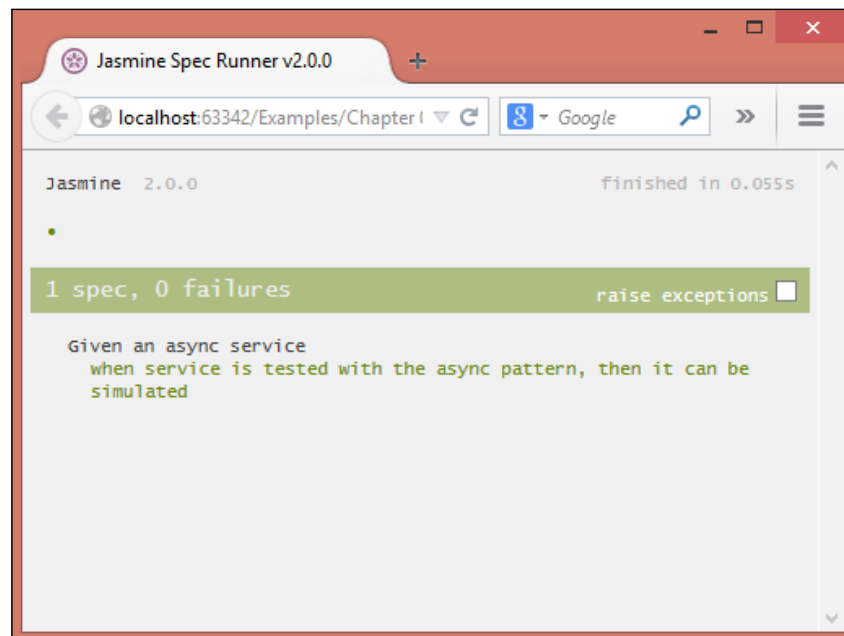 Jasmine Spec Runner v2.0.0
localhost:63342/Examples/Chapter
8 Google
Jasmine 2.0.0 finished in 0.055s
1 spec, 0 failures raise exceptions
Given an async service
when service is tested with the async pattern, then it can be
simulated